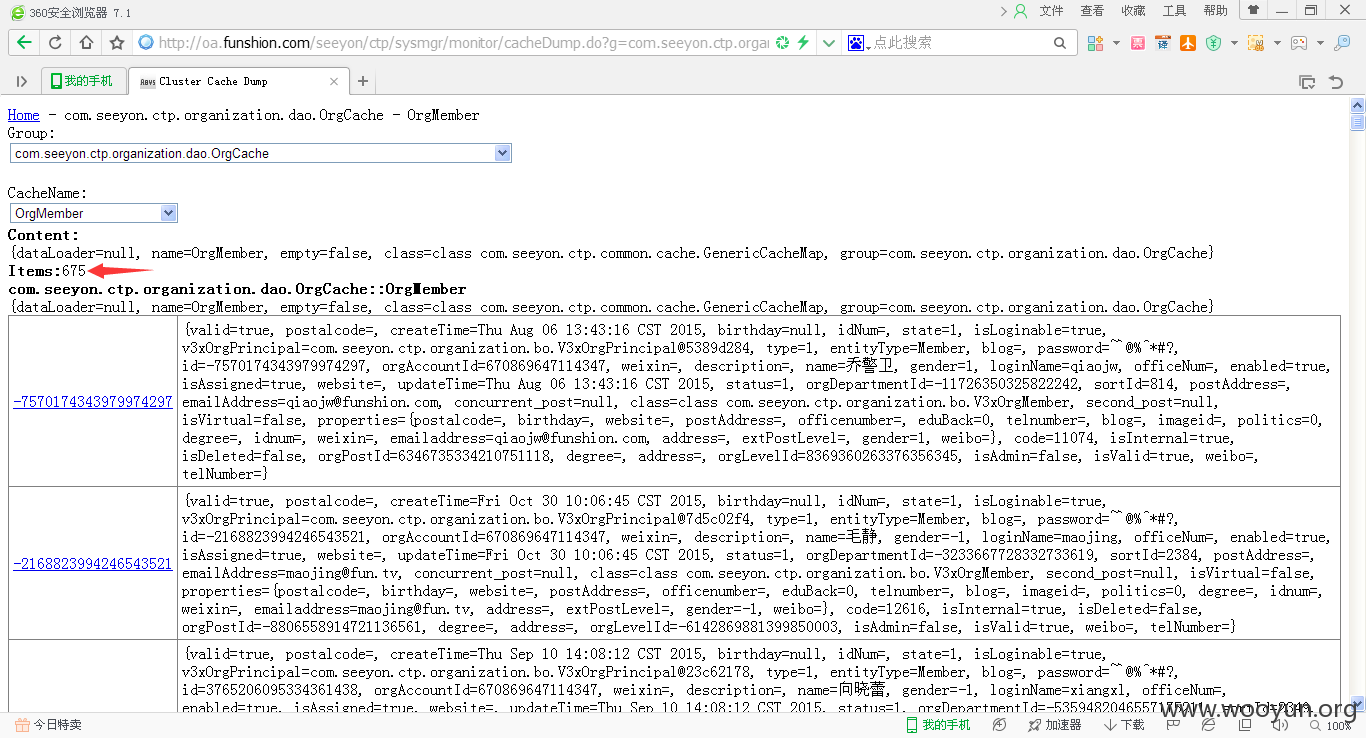 360安全浏览器 7.1
文件 查看 收藏 工具 帮助
http://oa.funshion.com/seeyon/ctp/sysmgr/monitor/cacheDump.do?g=com.seeyon.ctp.organ
点此搜索
我的手机
Cluster Cache Dump
Home - com.seeyon.ctp.organization.dao.OrgCache - OrgMember
Group:
com.seeyon.ctp.organization.dao.OrgCache
CacheName:
OrgMember
Content:
{dataLoader=null, name=OrgMember, empty=false, class=class com.seeyon.ctp.common.cache.GenericCacheMap, group=com.seeyon.ctp.organization.dao.OrgCache}
Items:675
com.seeyon.ctp.organization.dao.OrgCache::OrgMember
{dataLoader=null, name=OrgMember, empty=false, class=class com.seeyon.ctp.common.cache.GenericCacheMap, group=com.seeyon.ctp.organization.dao.OrgCache}
-7570174343979974297
{valid=true, postalcode=, createTime=Thu Aug 06 13:43:16 CST 2015, birthday=null, idNum=, state=1, isLoginable=true,
v3xOrgPrincipal=com.seeyon.ctp.organization.bo.V3xOrgPrincipal@5389d284, type=1, entityType=Member, blog=, password=~^@%^*#?,
id=-7570174343979974297, orgAccountId=670869647114347, weixin=, description=, name=乔警卫, gender=1, loginName=qiaojw, officeNum=, enabled=true,
isAssigned=true, website=, updateTime=Thu Aug 06 13:43:16 CST 2015, status=1, orgDepartmentId=-11726350325822242, sortId=814, postAddress=,
emailAddress=qiaojw@funshion.com, concurrent_post=null, class=class com.seeyon.ctp.organization.bo.V3xOrgMember, second_post=null,
isVirtual=false, properties={postalcode=, birthday=, website=, postAddress=, officenumber=, eduBack=0, telnumber=, blog=, imageid=, politics=0,
degree=, idnum=, weixin=, emailaddress=qiaojw@funshion.com, address=, extPostLevel=, gender=1, weibo=}, code=11074, isInternal=true,
isDeleted=false, orgPostId=6346735334210751118, degree=, address=, orgLevelId=8369360263376356345, isAdmin=false, isValid=true, weibo=,
telNumber=}
-2168823994246543521
{valid=true, postalcode=, createTime=Fri Oct 30 10:06:45 CST 2015, birthday=null, idNum=, state=1, isLoginable=true,
v3xOrgPrincipal=com.seeyon.ctp.organization.bo.V3xOrgPrincipal@7d5c02f4, type=1, entityType=Member, blog=, password=~^@%^*#?,
id=-2168823994246543521, orgAccountId=670869647114347, weixin=, description=, name=毛静, gender=-1, loginName=maojing, officeNum=, enabled=true,
isAssigned=true, website=, updateTime=Fri Oct 30 10:06:45 CST 2015, status=1, orgDepartmentId=-3233667728332733619, sortId=2384, postAddress=,
emailAddress=maojing@fun.tv, concurrent_post=null, class=class com.seeyon.ctp.organization.bo.V3xOrgMember, second_post=null, isVirtual=false,
properties={postalcode=, birthday=, website=, postAddress=, officenumber=, eduBack=0, telnumber=, blog=, imageid=, politics=0, degree=, idnum=,
weixin=, emailaddress=maojing@fun.tv, address=, extPostLevel=, gender=-1, weibo=}, code=12616, isInternal=true, isDeleted=false,
orgPostId=-8806558914721136561, degree=, address=, orgLevelId=-6142869881399850003, isAdmin=false, isValid=true, weibo=, telNumber=}
{valid=true, postalcode=, createTime=Thu Sep 10 14:08:12 CST 2015, birthday=null, idNum=, state=1, isLoginable=true,
v3xOrgPrincipal=com.seeyon.ctp.organization.bo.V3xOrgPrincipal@23c62178, type=1, entityType=Member, blog=, password=~^@%^*#?,
id=3765206095334361438, orgAccountId=670869647114347, weixin=, description=, name=向晓蕾, gender=-1, loginName=xiangxl, officeNum=,
enabled=true, isAssigned=true, website=, updateTime=Thu Sep 10 14:08:12 CST 2015, status=1,
www.wooyun.org
今日特卖
我的手机 加速器 下载 100%